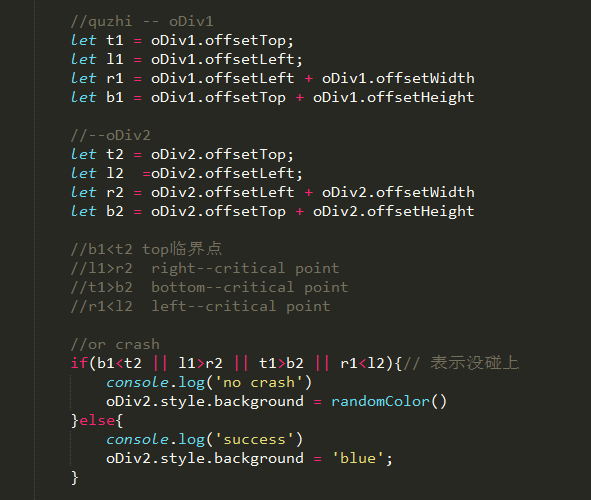 //quzhi -- oDiv1
let t1 = oDiv1.offsetTop;
let l1 = oDiv1.offsetLeft;
let r1 = oDiv1.offsetLeft + oDiv1.offsetWidth
let b1 = oDiv1.offsetTop + oDiv1.offsetHeight
//--oDiv2
let t2 = oDiv2.offsetTop;
let l2  =oDiv2.offsetLeft;
let r2 = oDiv2.offsetLeft + oDiv2.offsetWidth
let b2 = oDiv2.offsetTop + oDiv2.offsetHeight
//b1<t2 top临界点
//l1>r2  right--critical point
//t1>b2  bottom--critical point
//r1<l2  left--critical point
//or crash
if(b1<t2 || l1>r2 || t1>b2 || r1<l2){// 表示没碰上
    console.log('no crash')
    oDiv2.style.background = randomColor()
}else{
    console.log('success')
    oDiv2.style.background = 'blue';
}